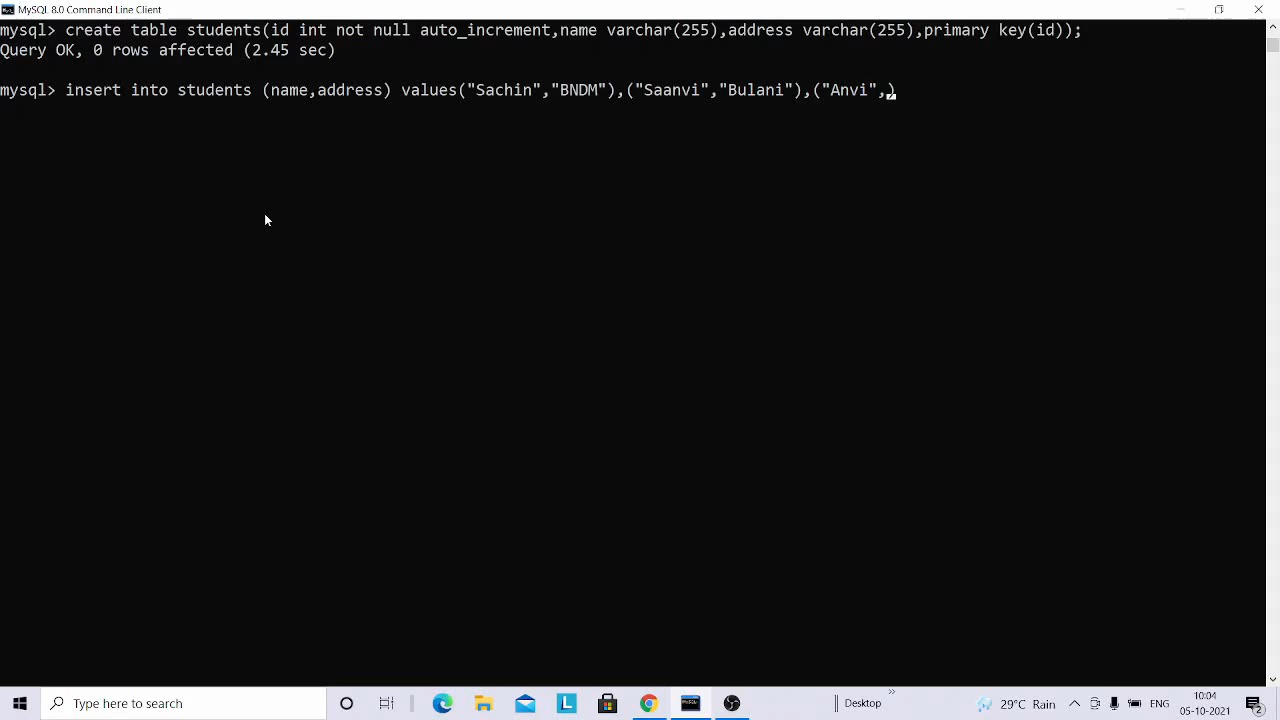 MySQL 8.0 Command Line Client
mysql> create table students(id int not null auto_increment,name varchar(255),address varchar(255),primary key(id));
Query OK, 0 rows affected (2.45 sec)
mysql> insert into students (name,address) values("Sachin","BNDM"),("Saanvi","Bulani"),("Anvi",)
Type here to search
L
Desktop
»
29°C Rain
ENG
10:04
05-10-2021
2